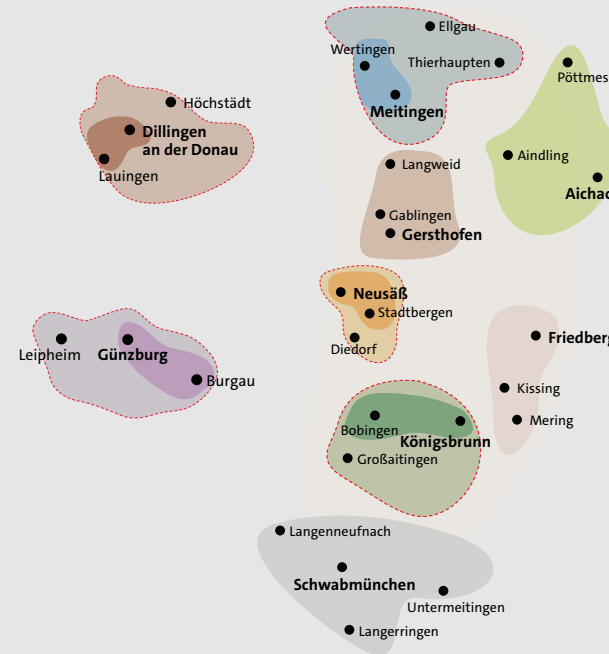 Ellgau
Wertingen
Thierhaupten
Pöttmes
Höchstädt
Meitingen
Dillingen
an der Donau
Lauingen
Langweid
Aindling
Aichac
Gablingen
Gersthofen
Neusäß
Stadtbergen
Diedorf
Friedberg
Leipheim
Günzburg
Burgau
Kissing
Mering
Bobingen
Königsbrunn
Großaitingen
Langenneufnach
Schwabmünchen
Untermeitingen
Langerringen